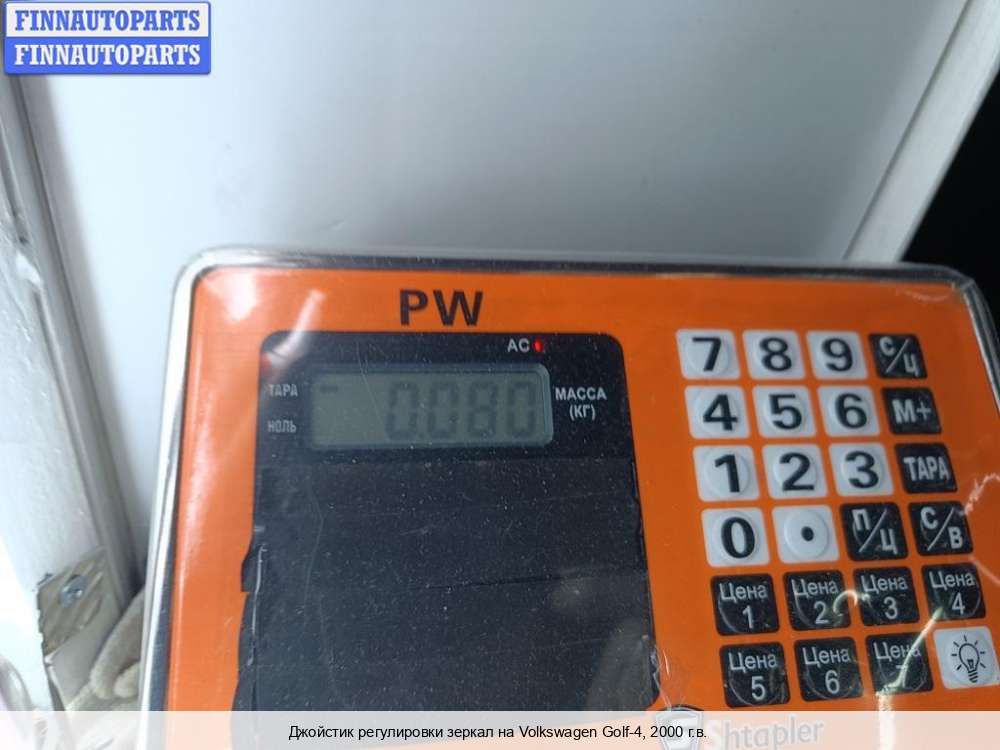 FINNAUTOPARTS
FINNAUTOPARTS
PW
AC
ТАРА
НОЛЬ
0.080
МАССА
(КГ)
7 8 9 С/Ц
4 5 6 М+
1 2 3 ТАРА
0 . П/Ц С/В
Цена 1 Цена 2 Цена 3 Цена 4
Цена 5 Цена 6 Цена 7
Shtapler
Джойстик регулировки зеркал на Volkswagen Golf-4, 2000 г.в.